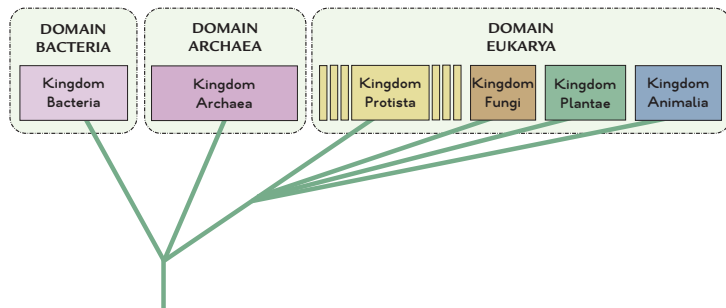 DOMAIN
BACTERIA
DOMAIN
ARCHAEA
DOMAIN
EUKARYA
Kingdom
Bacteria
Kingdom
Archaea
Kingdom
Protista
Kingdom
Fungi
Kingdom
Plantae
Kingdom
Animalia